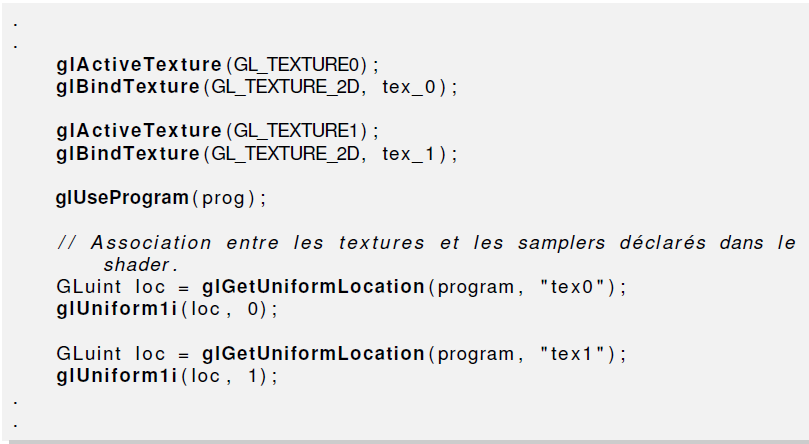 .
.
glActiveTexture(GL_TEXTURE0);
glBindTexture(GL_TEXTURE_2D, tex_0);
glActiveTexture(GL_TEXTURE1);
glBindTexture(GL_TEXTURE_2D, tex_1);
glUseProgram(prog);
// Association entre les textures et les samplers déclarés dans le
shader.
GLuint loc = glGetUniformLocation(program, "tex0");
glUniform1i(loc, 0);
GLuint loc = glGetUniformLocation(program, "tex1");
glUniform1i(loc, 1);
.
.